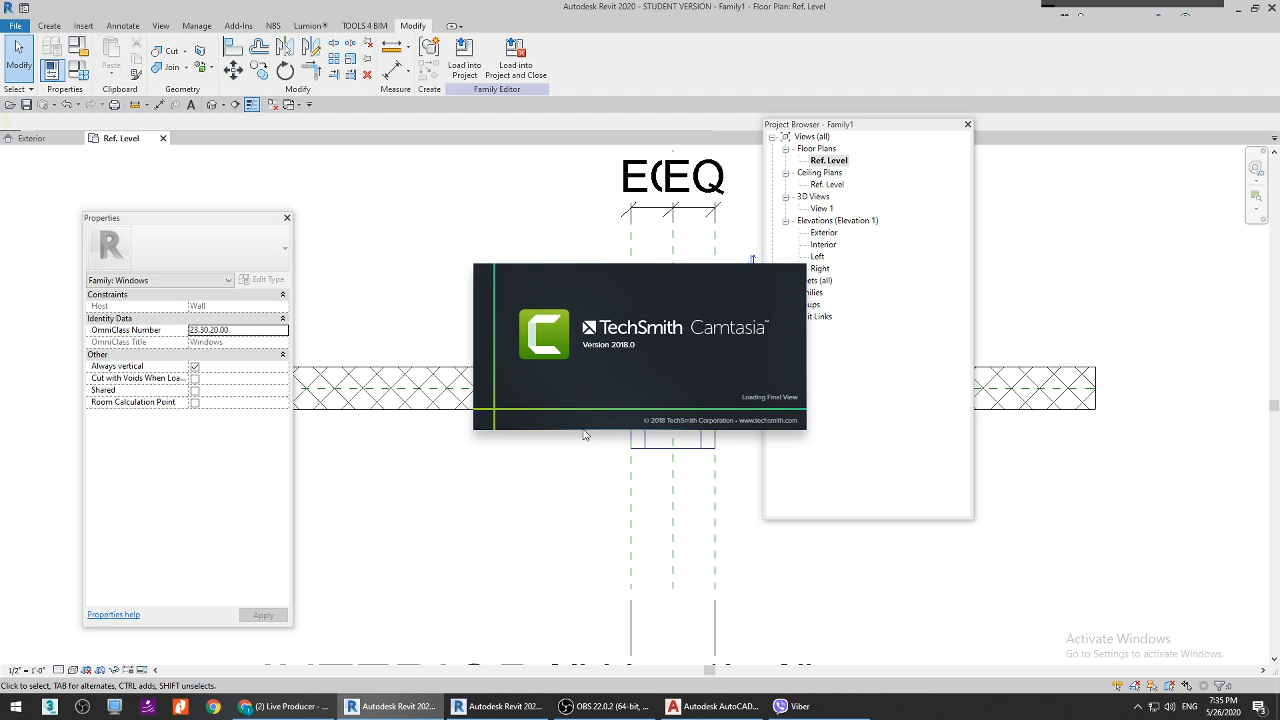 Autodesk Revit 2020 - STUDENT VERSION - Family1 - Floor Plan: Ref. Level
File Create Insert Annotate View Manage Add-Ins NBS Lumion® TOOLS 4 BIM Modify
Modify Paste Cut Join Load into Project Load into Project and Close
Select Properties Clipboard Geometry Modify Measure Create Family Editor
Exterior Ref. Level
Project Browser - Family1
Views (all)
Floor Plans
Ref. Level
Ceiling Plans
Ref. Level
3D Views
View 1
Elevations (Elevation 1)
Exterior
Interior
Left
Right
EQ
Properties
Family: Windows
Edit Type
Constraints
Host Wall
Identity Data
OmniClass Number 23.30.20.00
OmniClass Title Windows
Other
Always vertical
Cut with Voids When Loa...
Shared
Room Calculation Point
Properties help
Apply
TechSmith Camtasia™
Version 2018.0
Loading Final View
© 2018 TechSmith Corporation • www.techsmith.com
Activate Windows
Go to Settings to activate Windows.
1/2" = 1'-0"
Click to select, TAB for alternates, CTRL adds, SHIFT unselects.
:0
(·) Live Producer - ...
Autodesk Revit 202...
Autodesk Revit 202...
OBS 22.0.2 (64-bit, ...
Autodesk AutoCAD...
Viber
ENG
7:35 PM
5/26/2020
3